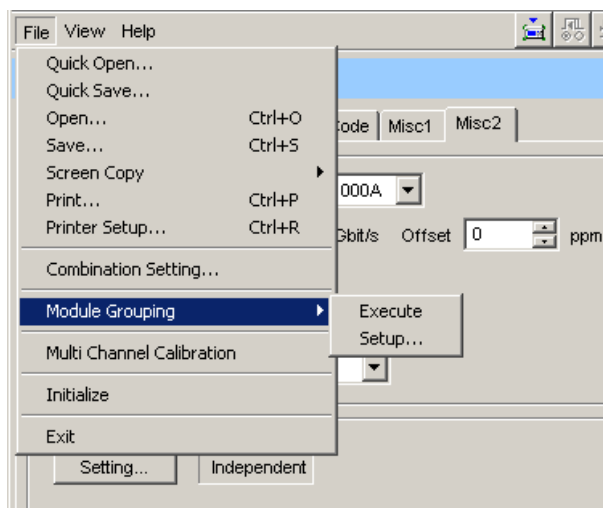 File View Help
Quick Open...
Quick Save...
Open... Ctrl+O
Save... Ctrl+S
Screen Copy
Print... Ctrl+P
Printer Setup... Ctrl+R
Combination Setting...
Module Grouping
Multi Channel Calibration
Initialize
Exit
Execute
Setup...
Misc1 Misc2
000A
Gbit/s Offset 0 ppm
Setting... Independent